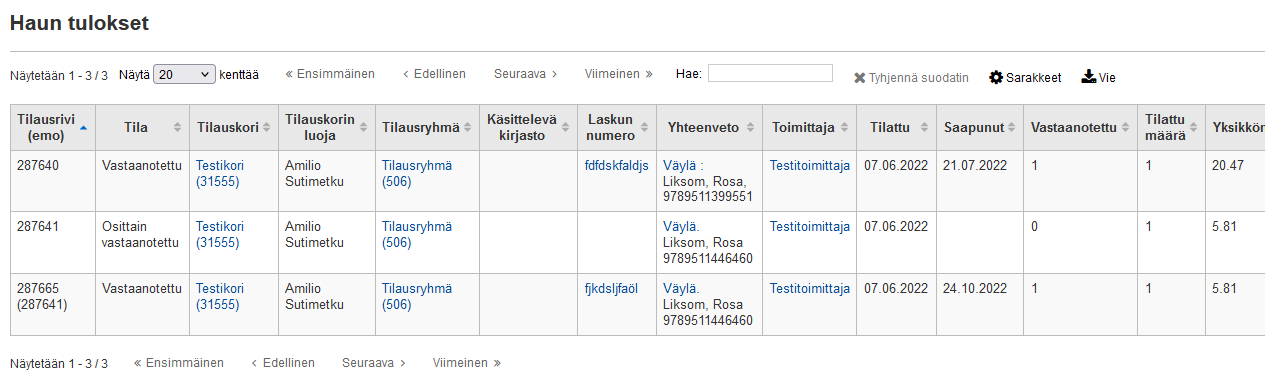 Haun tulokset
Näytetään 1 - 3 / 3 Näytä 20 kenttää « Ensimmäinen ‹ Edellinen Seuraava › Viimeinen » Hae: Tyhjennä suodatin Sarakkeet Vie
Tilausrivi (emo) Tila Tilauskori Tilauskorin luoja Tilausryhmä Käsittelevä kirjasto Laskun numero Yhteenveto Toimittaja Tilattu Saapunut Vastaanotettu Tilattu määrä Yksikkör
287640 Vastaanotettu Testikori (31555) Amilio Sutimetku Tilausryhmä (506) fdfdskfaldjs Väylä : Liksom, Rosa, 9789511399551 Testitoimittaja 07.06.2022 21.07.2022 1 1 20.47
287641 Osittain vastaanotettu Testikori (31555) Amilio Sutimetku Tilausryhmä (506) Väylä. Liksom, Rosa 9789511446460 Testitoimittaja 07.06.2022 0 1 5.81
287665 (287641) Vastaanotettu Testikori (31555) Amilio Sutimetku Tilausryhmä (506) fjkdsljfaöl Väylä. Liksom, Rosa 9789511446460 Testitoimittaja 07.06.2022 24.10.2022 1 1 5.81
Näytetään 1 - 3 / 3 « Ensimmäinen ‹ Edellinen Seuraava › Viimeinen »